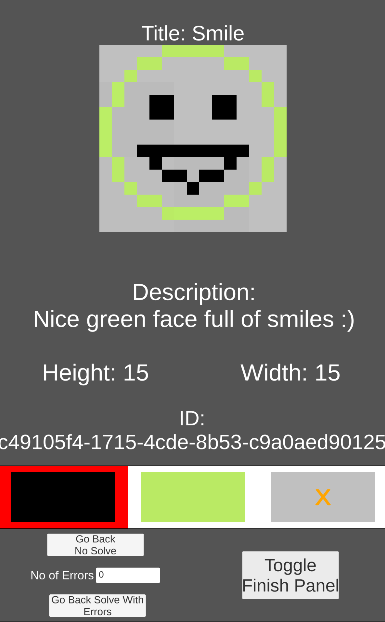 Title: Smile
Description:
Nice green face full of smiles :)
Height: 15
Width: 15
ID:
c49105f4-1715-4cde-8b53-c9a0aed90125
X
Go Back
No Solve
No of Errors 0
Go Back Solve With
Errors
Toggle
Finish Panel